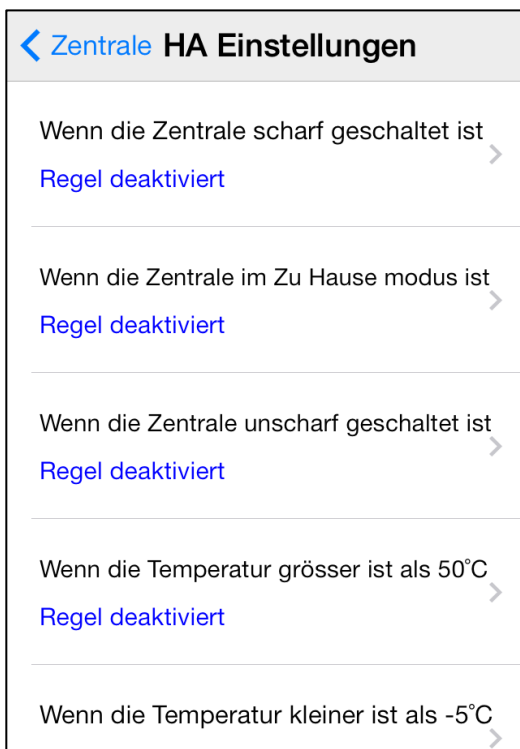 Zentrale HA Einstellungen
Wenn die Zentrale scharf geschaltet ist
Regel deaktiviert
Wenn die Zentrale im Zu Hause modus ist
Regel deaktiviert
Wenn die Zentrale unscharf geschaltet ist
Regel deaktiviert
Wenn die Temperatur grösser ist als 50°C
Regel deaktiviert
Wenn die Temperatur kleiner ist als -5°C